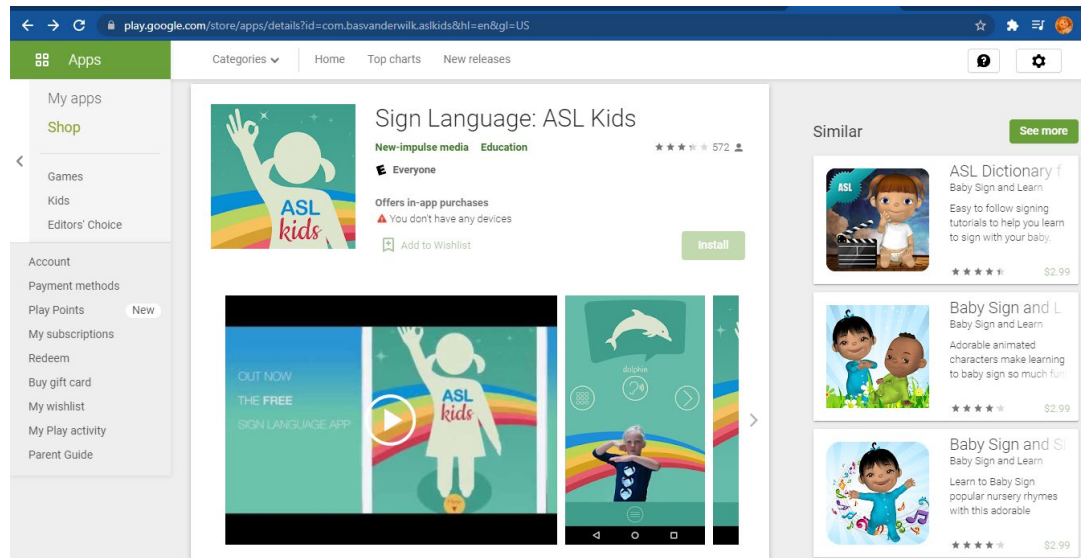 play.google.com/store/apps/details?id=com.basvanderwilk.aslkids&hl=en&gl=US
Apps
Categories
Home
Top charts
New releases
My apps
Shop
Games
Kids
Editors' Choice
Account
Payment methods
Play Points
New
My subscriptions
Redeem
Buy gift card
My wishlist
My Play activity
Parent Guide
Sign Language: ASL Kids
New-impulse media
Education
572
E
Everyone
Offers in-app purchases
You don't have any devices
Add to Wishlist
Install
ASL
kids
OUT NOW
THE FREE
SIGN LANGUAGE APP
ASL
kids
dolphin
Similar
See more
ASL
ASL Dictionary f
Baby Sign and Learn
Easy to follow signing
tutorials to help you learn
to sign with your baby.
$2.99
Baby Sign and L
Baby Sign and Learn
Adorable animated
characters make learning
to baby sign so much fun
$2.99
Baby Sign and S
Baby Sign and Learn
Learn to Baby Sign
popular nursery rhymes
with this adorable
$2.99